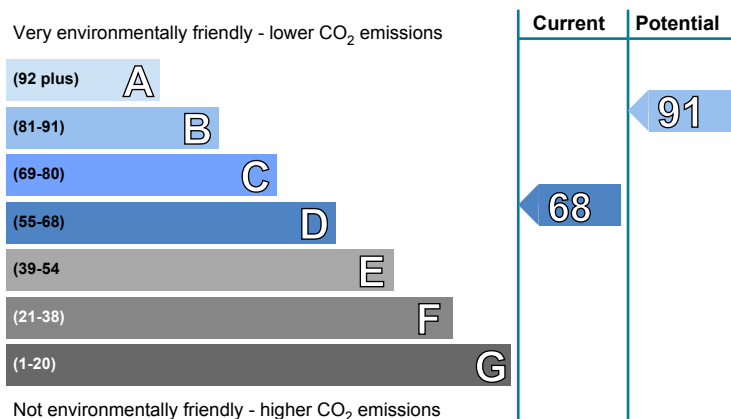 Very environmentally friendly - lower CO₂ emissions
Current
Potential
(92 plus) A
(81-91) B
(69-80) C
(55-68) D
(39-54 E
(21-38) F
(1-20) G
91
68
Not environmentally friendly - higher CO₂ emissions